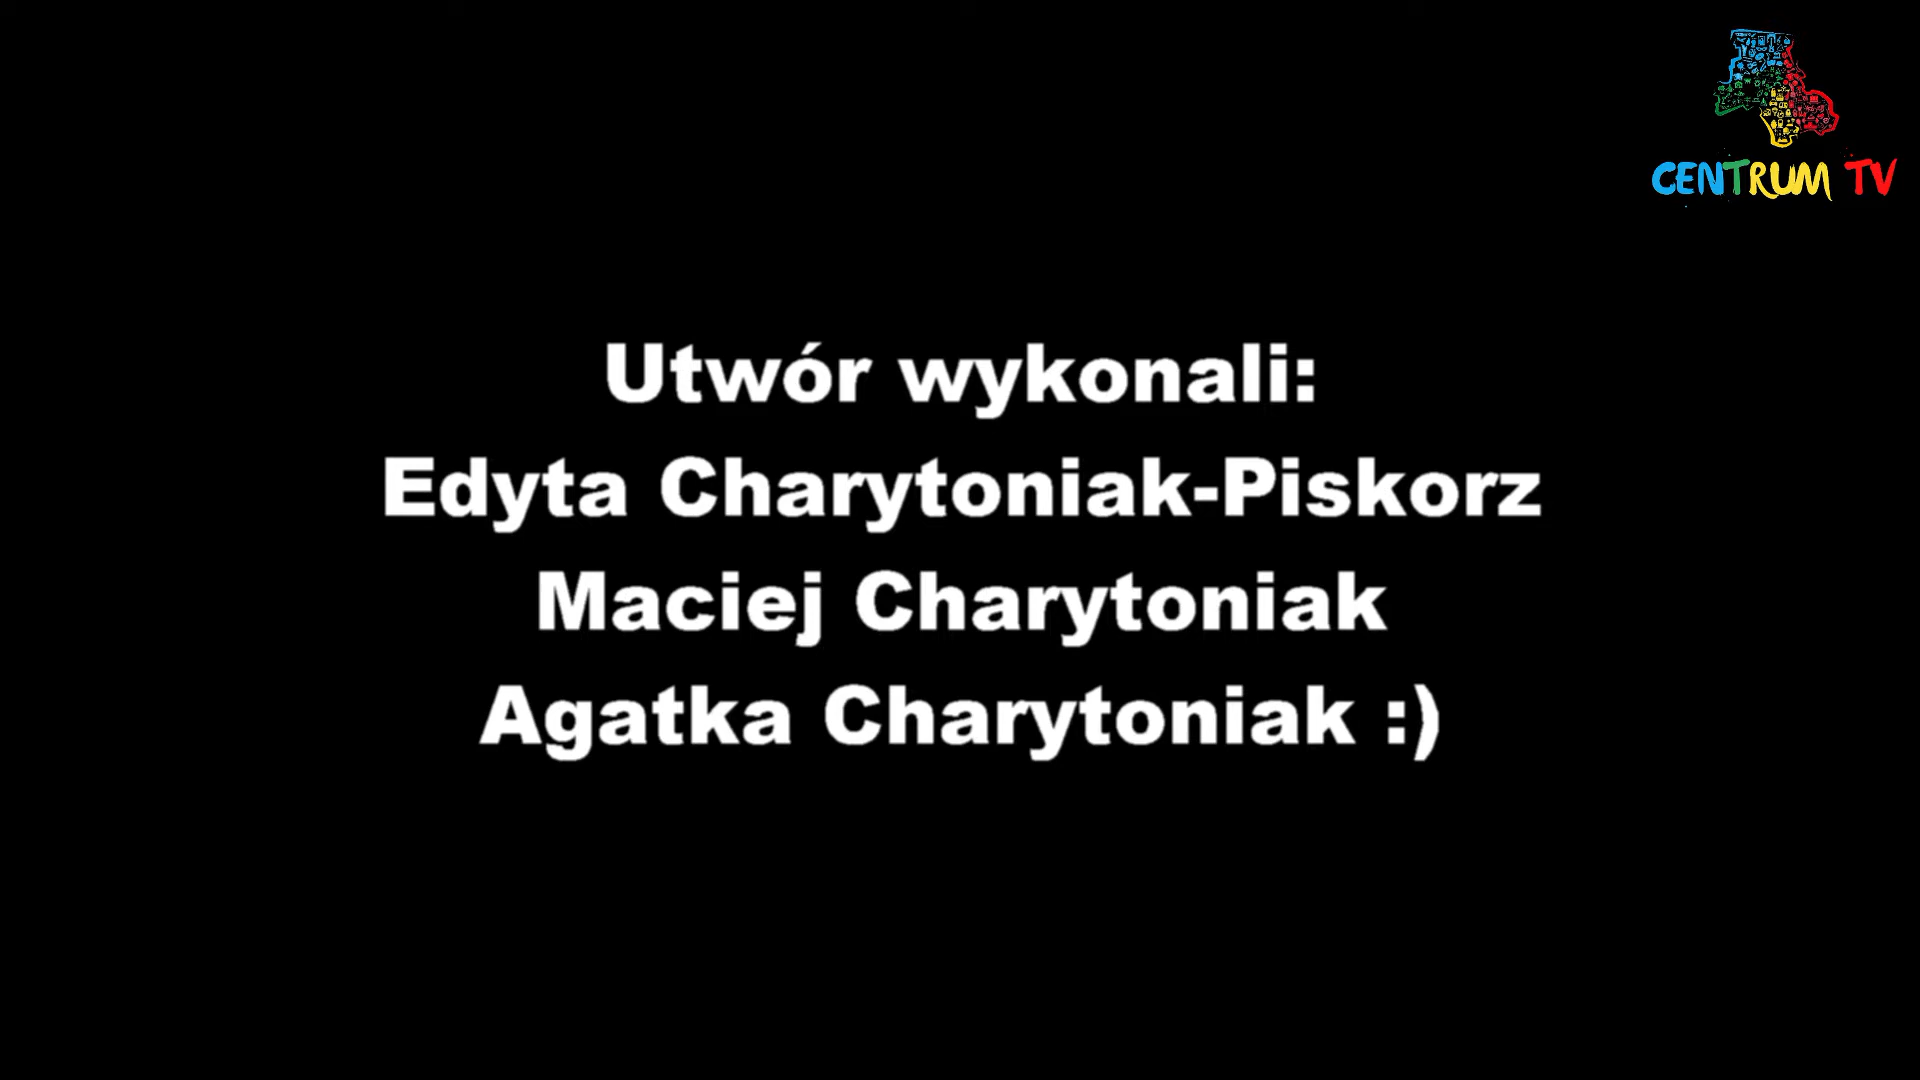 CENTRUM TV
Utwór wykonali:
Edyta Charytoniak-Piskorz
Maciej Charytoniak
Agatka Charytoniak :)